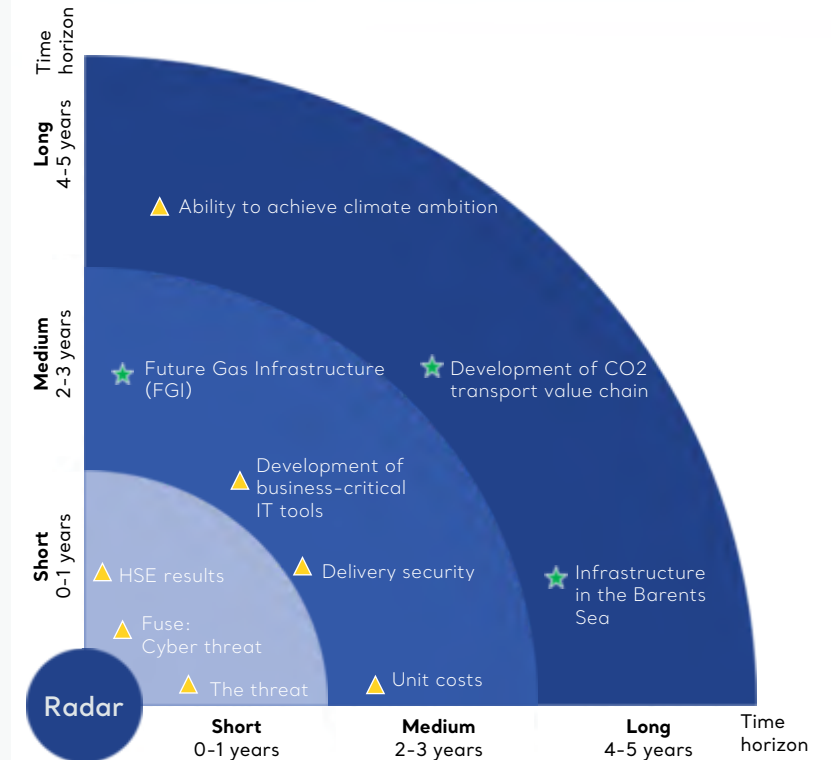 Time
horizon
Long
4-5 years
Ability to achieve climate ambition
Medium
2-3 years
Future Gas Infrastructure
(FGI)
Development of CO2
transport value chain
Development of
business-critical
IT tools
Short
0-1 years
HSE results
Delivery security
Infrastructure
in the Barents
Sea
Fuse:
Cyber threat
The threat
Unit costs
Radar
Short
0-1 years
Medium
2-3 years
Long
4-5 years
Time
horizon